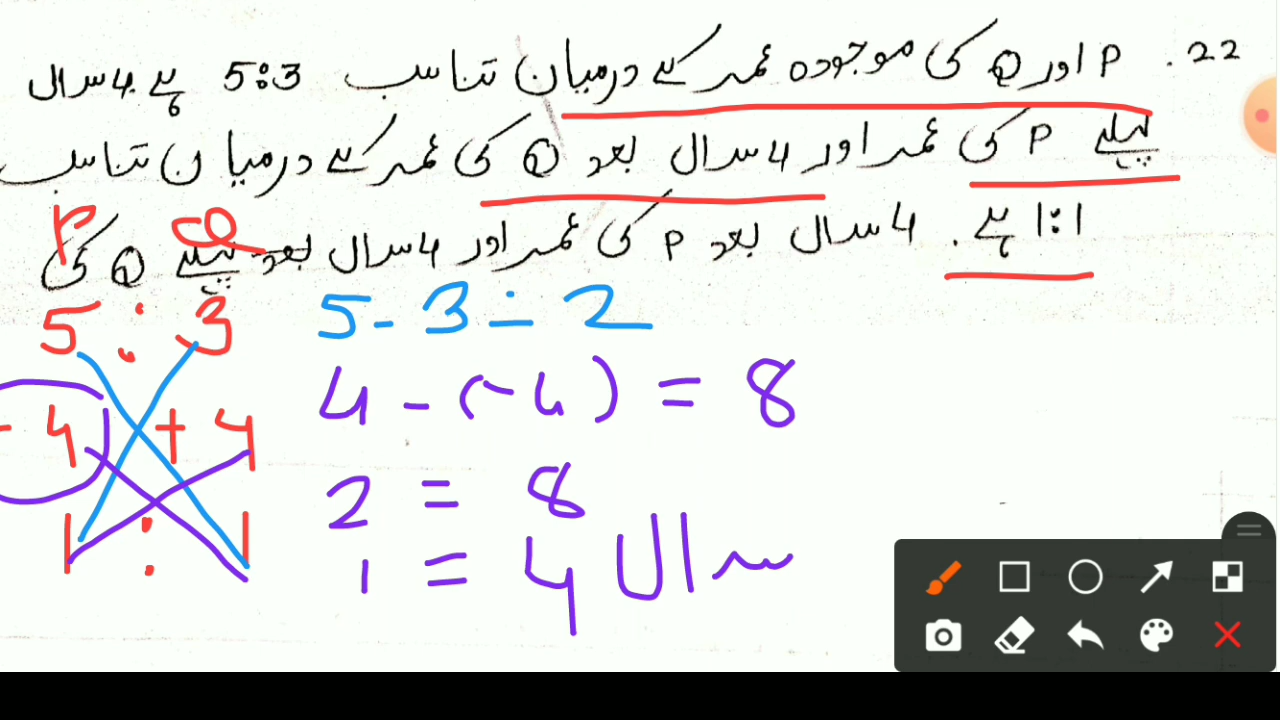 22. P اور Q کی موجودہ عمر کے درمیان تناسب 5:3 ہے 4 سال
پہلے P کی عمر اور 4 سال بعد Q کی عمر کے درمیان تناسب
1:1 ہے. 4 سال بعد P کی عمر اور 4 سال بعد پہلے Q کی
P Q
5 : 3
5 - 3 = 2
4 - (-4) = 8
- 4 + 4
2 = 8
1 : 1
1 = 4 سال